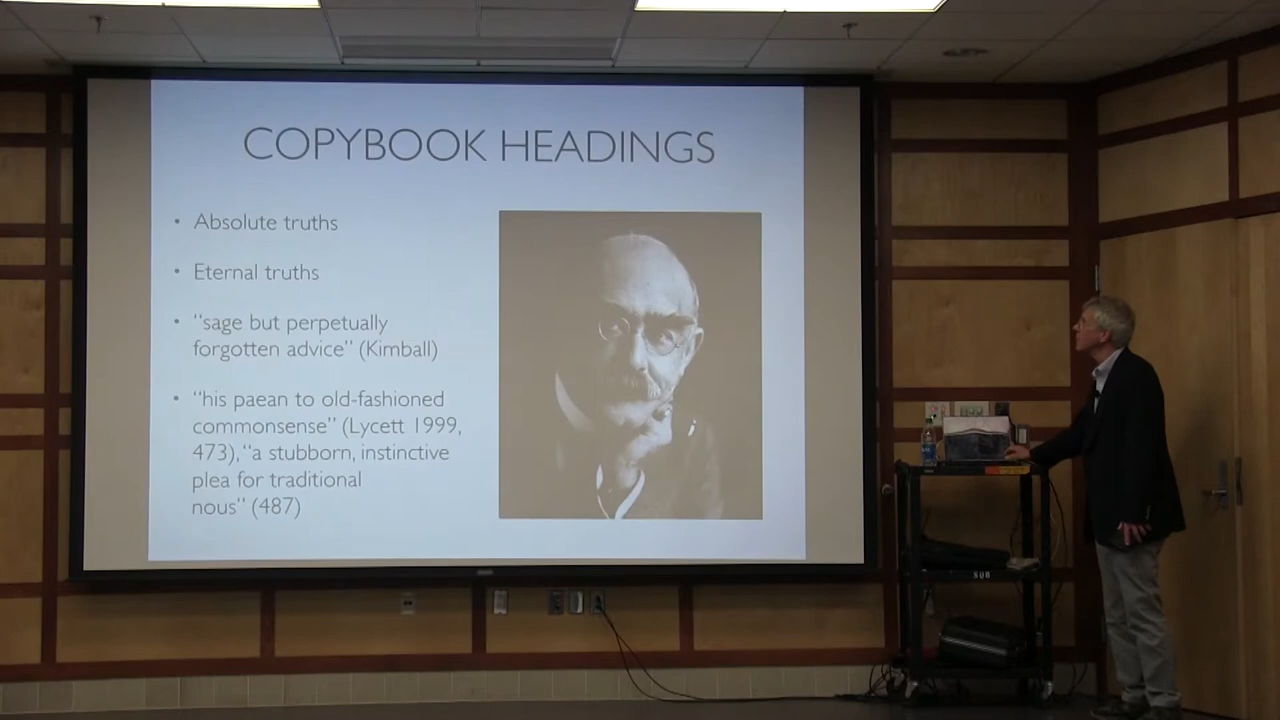 COPYBOOK HEADINGS
• Absolute truths
• Eternal truths
• “sage but perpetually
forgotten advice” (Kimball)
• “his paean to old-fashioned
commonsense” (Lycett 1999,
473), “a stubborn, instinctive
plea for traditional
nous” (487)
SUB